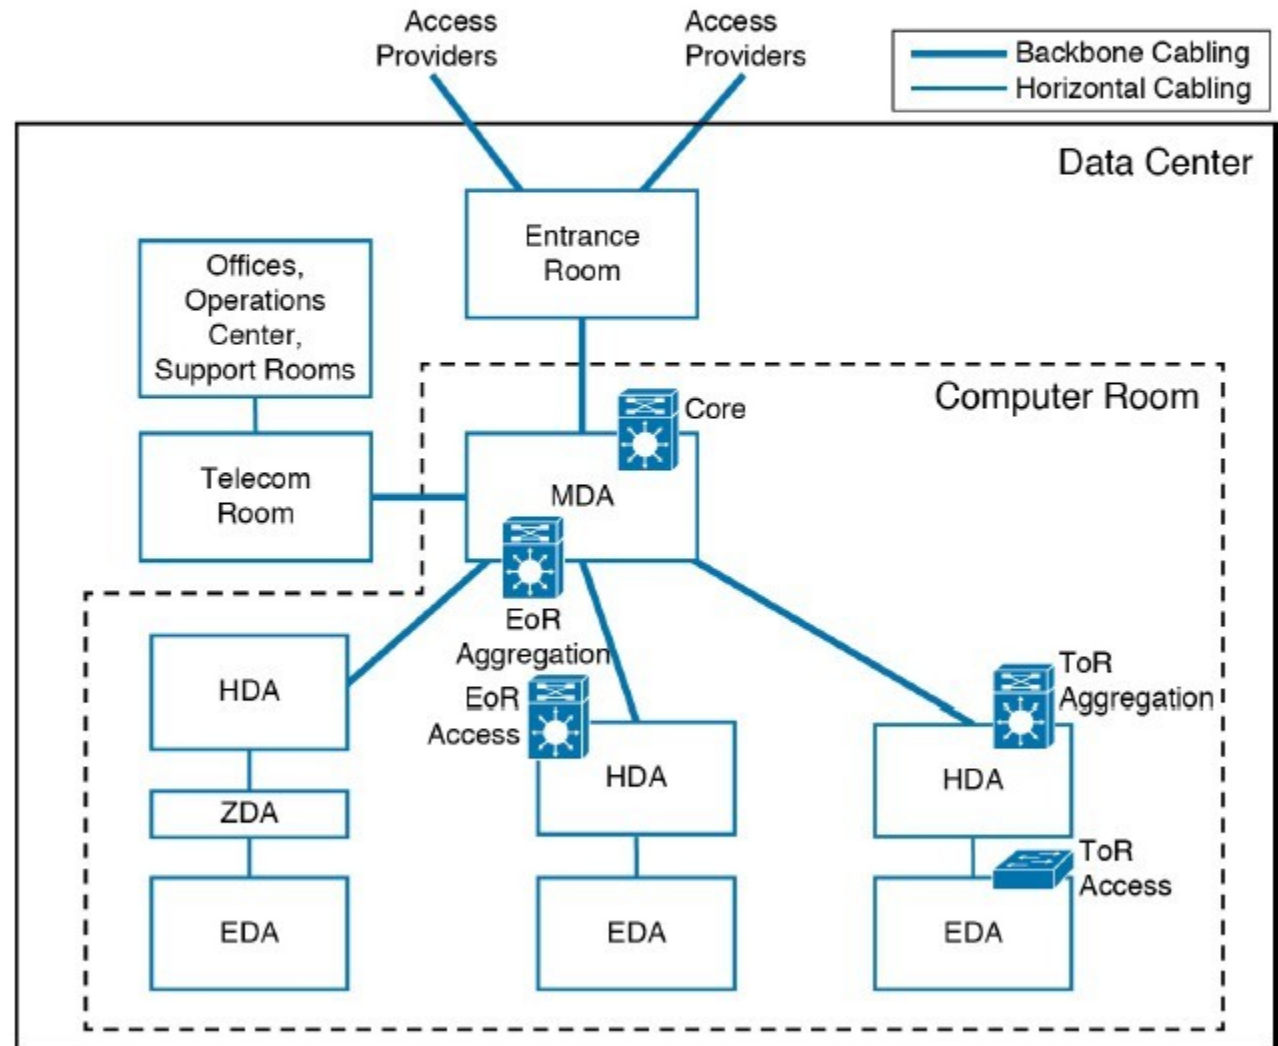 Access
Providers
Access
Providers
Backbone Cabling
Horizontal Cabling
Data Center
Entrance
Room
Offices,
Operations
Center,
Support Rooms
Computer Room
Core
Telecom
Room
MDA
EoR
Aggregation
HDA
EoR
Access
HDA
ToR
Aggregation
HDA
ZDA
ToR
Access
EDA
EDA
EDA